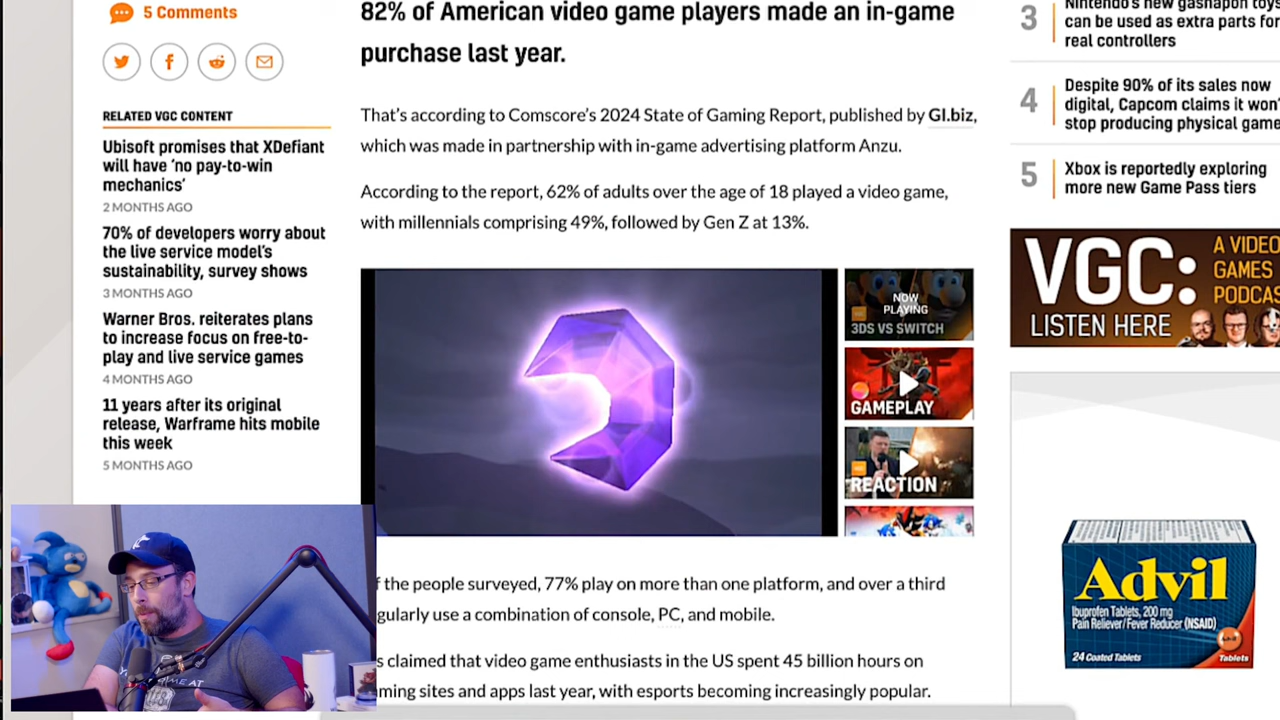 5 Comments
RELATED VGC CONTENT
Ubisoft promises that XDefiant
will have ‘no pay-to-win
mechanics’
2 MONTHS AGO
70% of developers worry about
the live service model’s
sustainability, survey shows
3 MONTHS AGO
Warner Bros. reiterates plans
to increase focus on free-to-
play and live service games
4 MONTHS AGO
11 years after its original
release, Warframe hits mobile
this week
5 MONTHS AGO
82% of American video game players made an in-game
purchase last year.
That’s according to Comscore’s 2024 State of Gaming Report, published by GI.biz,
which was made in partnership with in-game advertising platform Anzu.
According to the report, 62% of adults over the age of 18 played a video game,
with millennials comprising 49%, followed by Gen Z at 13%.
NOW
PLAYING
3DS VS SWITCH
GAMEPLAY
REACTION
f the people surveyed, 77% play on more than one platform, and over a third
gularly use a combination of console, PC, and mobile.
s claimed that video game enthusiasts in the US spent 45 billion hours on
ming sites and apps last year, with esports becoming increasingly popular.
3
Nintendo’s new gashapon toys
can be used as extra parts for
real controllers
4
Despite 90% of its sales now
digital, Capcom claims it won’
stop producing physical game
5
Xbox is reportedly exploring
more new Game Pass tiers
VGC:
A VIDEO
GAMES
PODCAS
LISTEN HERE
Advil
Ibuprofen Tablets, 200 mg
Pain Reliever/Fever Reducer (NSAID)
24 Coated Tablets
Tablets